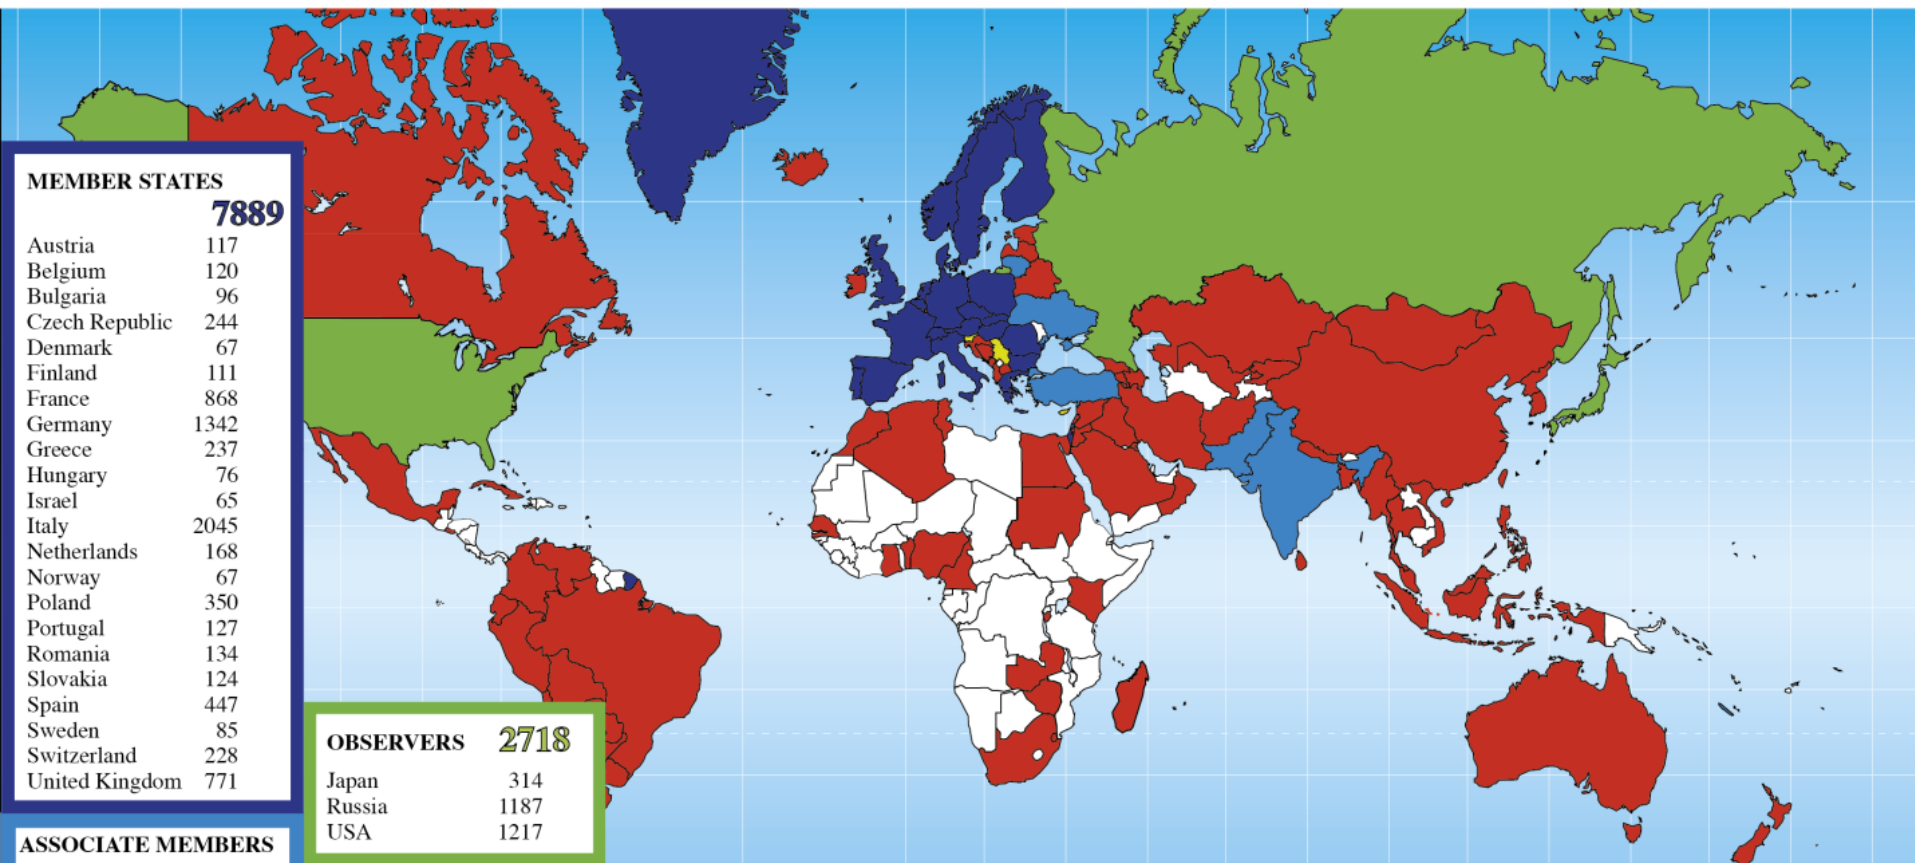 MEMBER STATES
7889
Austria 117
Belgium 120
Bulgaria 96
Czech Republic 244
Denmark 67
Finland 111
France 868
Germany 1342
Greece 237
Hungary 76
Israel 65
Italy 2045
Netherlands 168
Norway 67
Poland 350
Portugal 127
Romania 134
Slovakia 124
Spain 447
Sweden 85
Switzerland 228
United Kingdom 771
ASSOCIATE MEMBERS
OBSERVERS 2718
Japan 314
Russia 1187
USA 1217